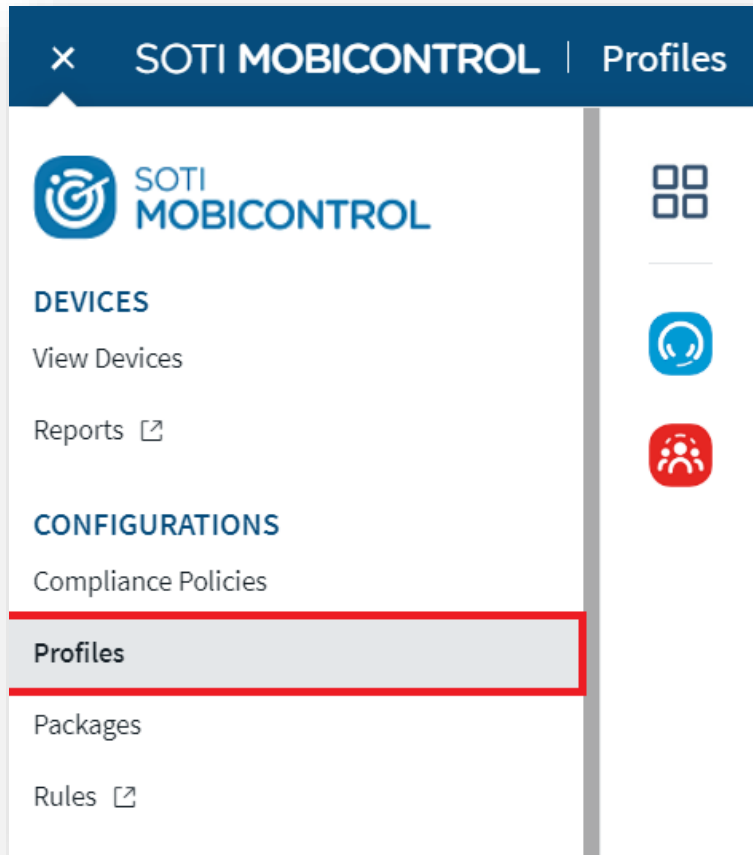 SOTI MOBICONTROL | Profiles
SOTI
MOBICONTROL
DEVICES
View Devices
Reports
CONFIGURATIONS
Compliance Policies
Profiles
Packages
Rules